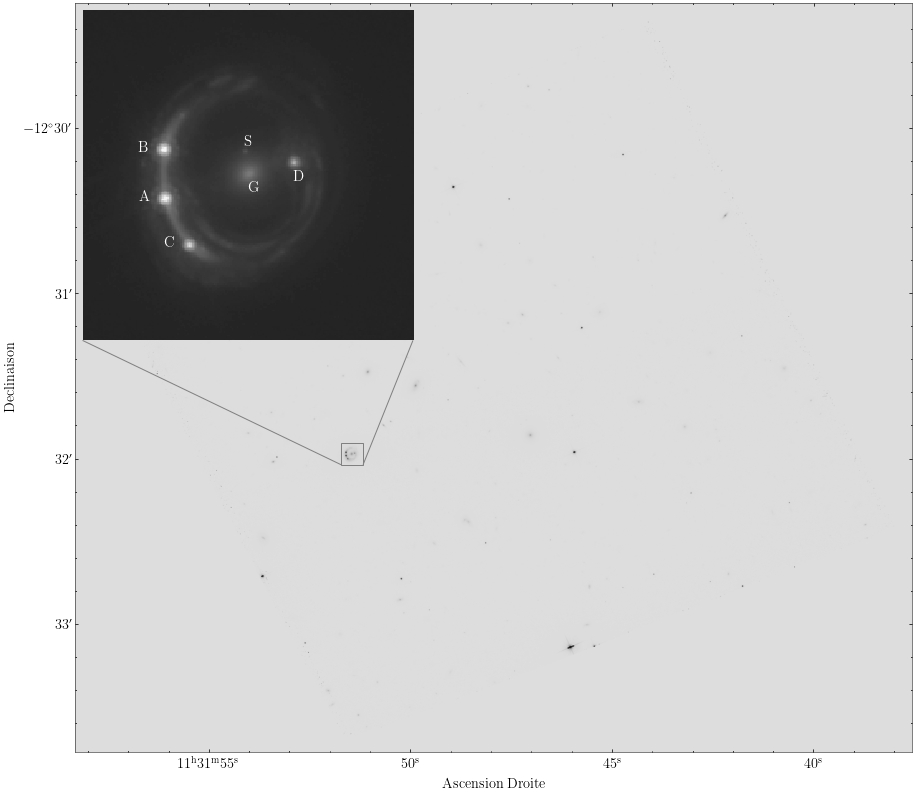 S
B
D
G
A
C
−12°30′
31′
32′
33′
Declinaison
11ʰ31ᵐ55ˢ 50ˢ 45ˢ 40ˢ
Ascension Droite